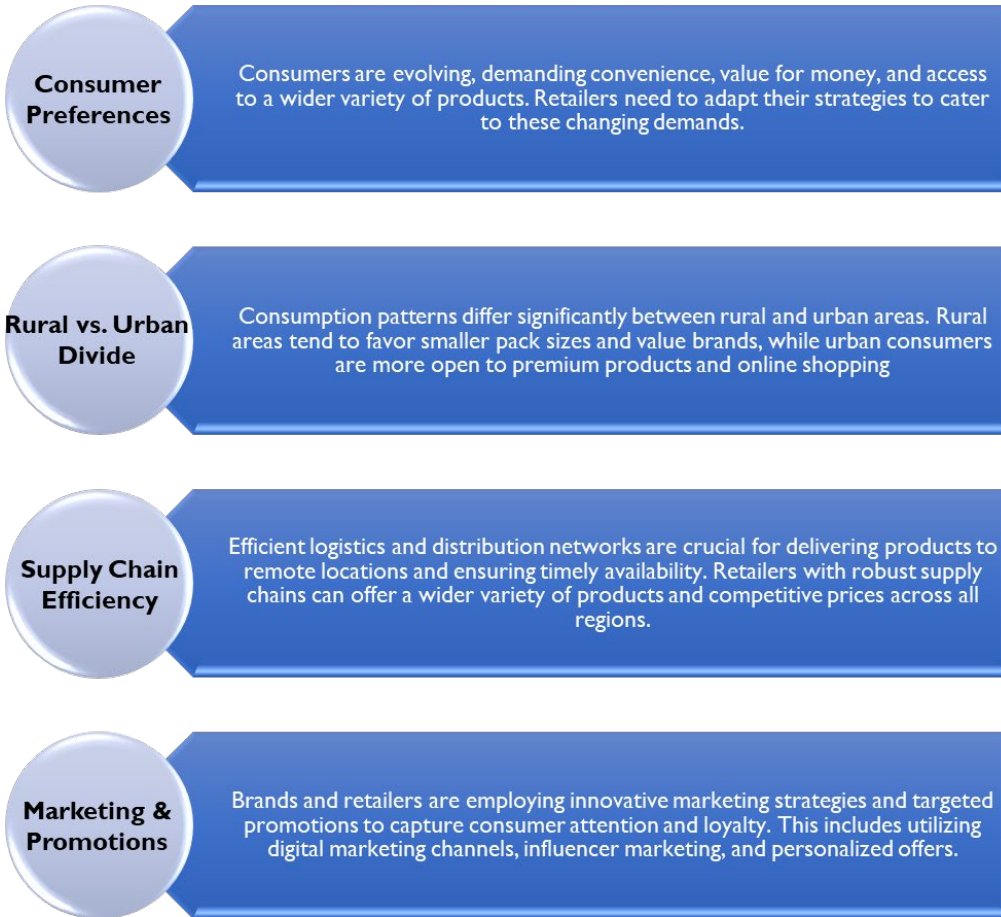 Consumer
Preferences
Consumers are evolving, demanding convenience, value for money, and access
to a wider variety of products. Retailers need to adapt their strategies to cater
to these changing demands.
Rural vs. Urban
Divide
Consumption patterns differ significantly between rural and urban areas. Rural
areas tend to favor smaller pack sizes and value brands, while urban consumers
are more open to premium products and online shopping
Supply Chain
Efficiency
Efficient logistics and distribution networks are crucial for delivering products to
remote locations and ensuring timely availability. Retailers with robust supply
chains can offer a wider variety of products and competitive prices across all
regions.
Marketing &
Promotions
Brands and retailers are employing innovative marketing strategies and targeted
promotions to capture consumer attention and loyalty. This includes utilizing
digital marketing channels, influencer marketing, and personalized offers.